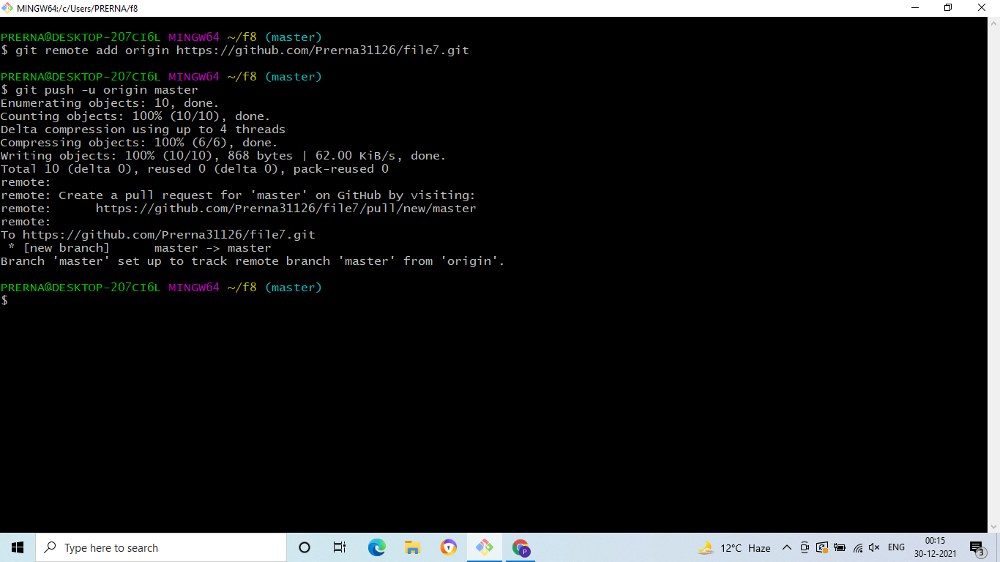 MINGW64:/c/Users/PRERNA/f8
PRERNA@DESKTOP-207CI6L MINGW64 ~/f8 (master)
$ git remote add origin https://github.com/Prerna31126/file7.git
PRERNA@DESKTOP-207CI6L MINGW64 ~/f8 (master)
$ git push -u origin master
Enumerating objects: 10, done.
Counting objects: 100% (10/10), done.
Delta compression using up to 4 threads
Compressing objects: 100% (6/6), done.
Writing objects: 100% (10/10), 868 bytes | 62.00 KiB/s, done.
Total 10 (delta 0), reused 0 (delta 0), pack-reused 0
remote:
remote: Create a pull request for 'master' on GitHub by visiting:
remote:      https://github.com/Prerna31126/file7/pull/new/master
remote:
To https://github.com/Prerna31126/file7.git
 * [new branch]      master -> master
Branch 'master' set up to track remote branch 'master' from 'origin'.
PRERNA@DESKTOP-207CI6L MINGW64 ~/f8 (master)
$
Type here to search
P
12°C Haze
ENG
00:15
30-12-2021
3